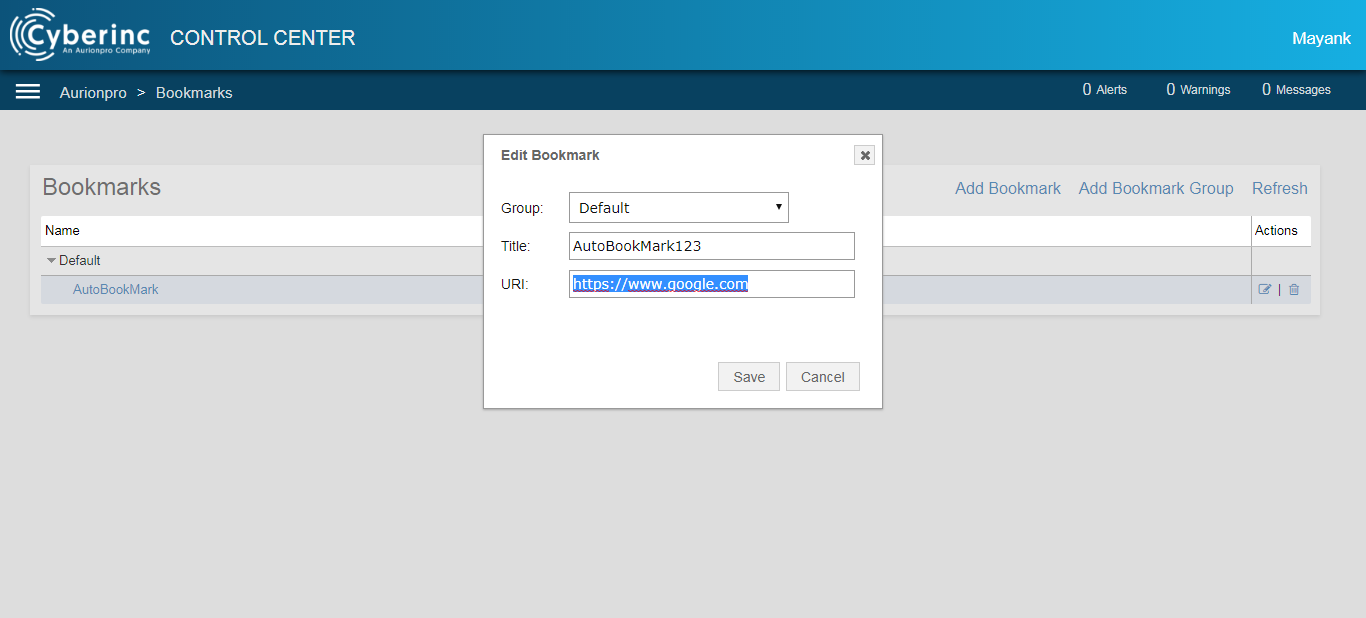 Cyberinc
An Aurionpro Company
CONTROL CENTER
Mayank
Aurionpro > Bookmarks
0 Alerts
0 Warnings
0 Messages
Bookmarks
Add Bookmark
Add Bookmark Group
Refresh
Name
Actions
Default
AutoBookMark
|
Edit Bookmark
Group:
Default
Title:
AutoBookMark123
URI:
https://www.google.com
Save
Cancel